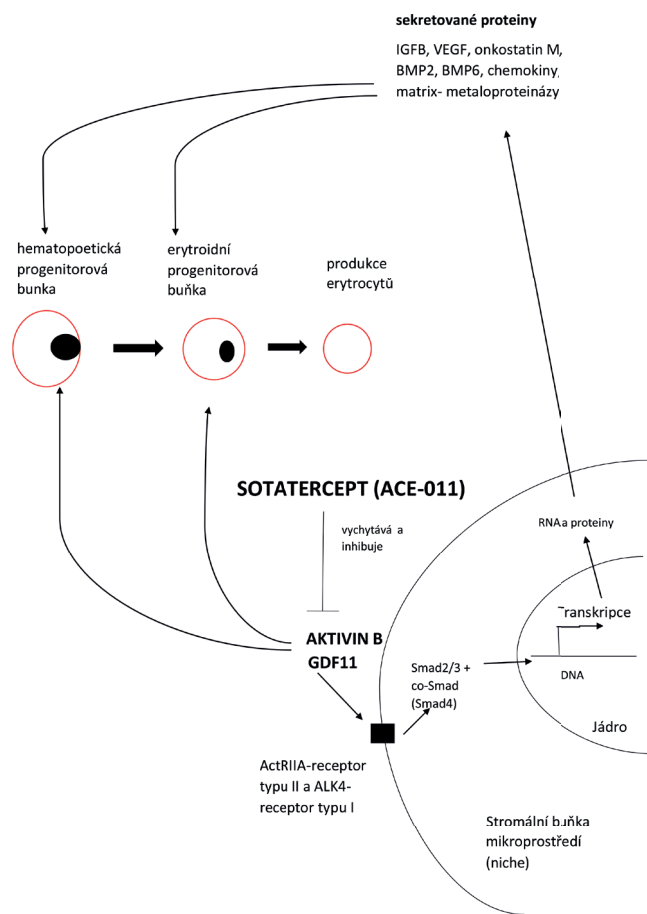 sekretované proteiny
IGFB, VEGF, onkostatin M,
BMP2, BMP6, chemokiny,
matrix- metaloproteinázy
hematopoetická
progenitorová
bunka
erytroidní
progenitorová
buňka
produkce
erytrocytů
SOTATERCEPT (ACE-011)
vychytává a
inhibuje
RNAa proteiny
Transkripce
DNA
Jádro
AKTIVIN B
GDF11
Smad2/3 +
co-Smad
(Smad4)
ActRIIA-receptor
typu II a ALK4-
receptor typu I
Stromální buňka
mikroprostředí
(niche)